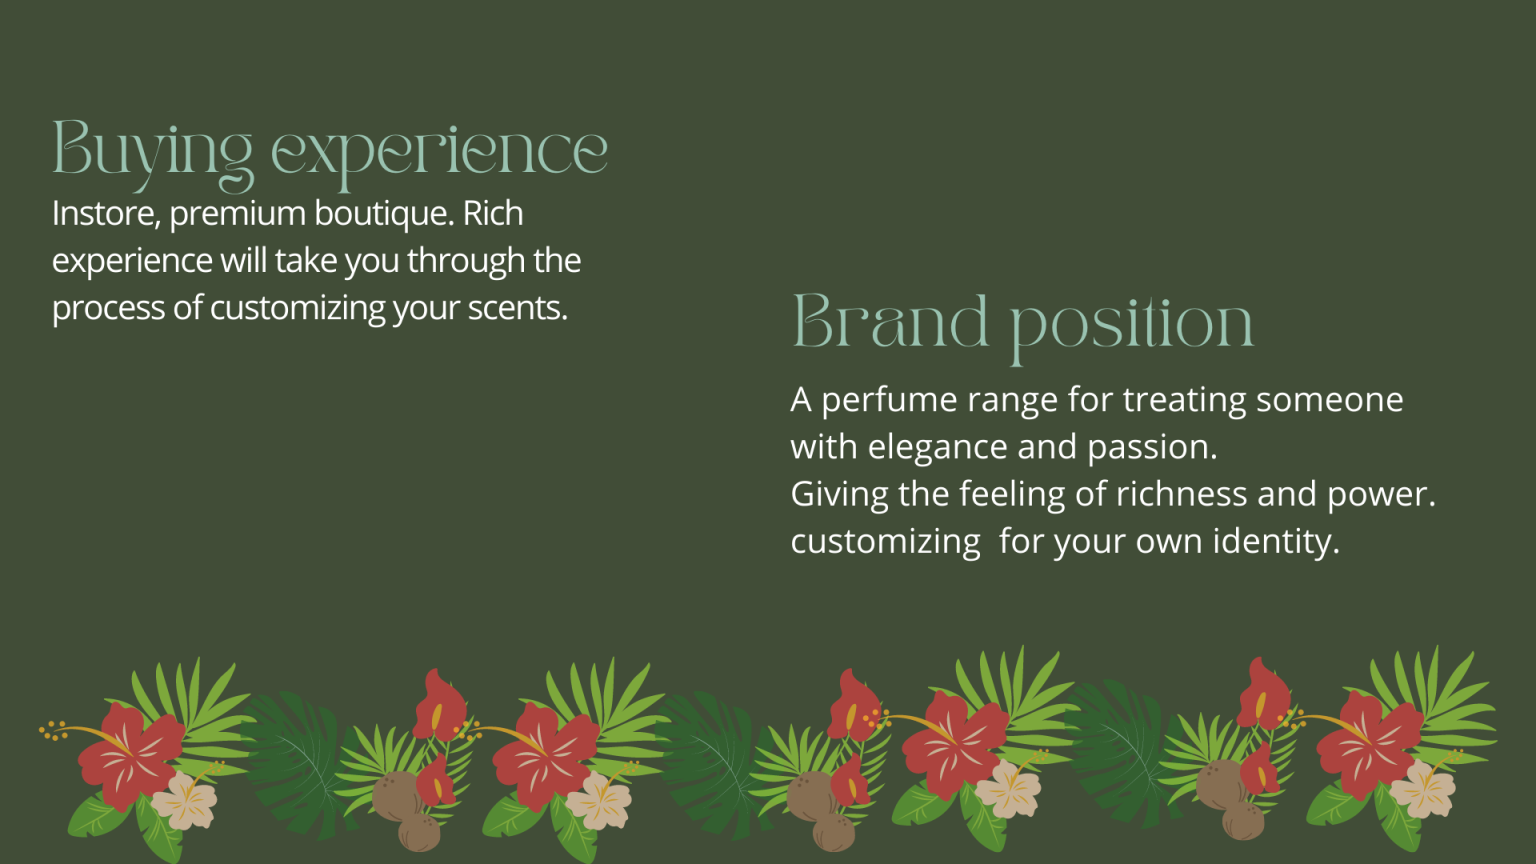 Buying experience
Instore, premium boutique. Rich
experience will take you through the
process of customizing your scents.
Brand position
A perfume range for treating someone
with elegance and passion.
Giving the feeling of richness and power.
customizing  for your own identity.